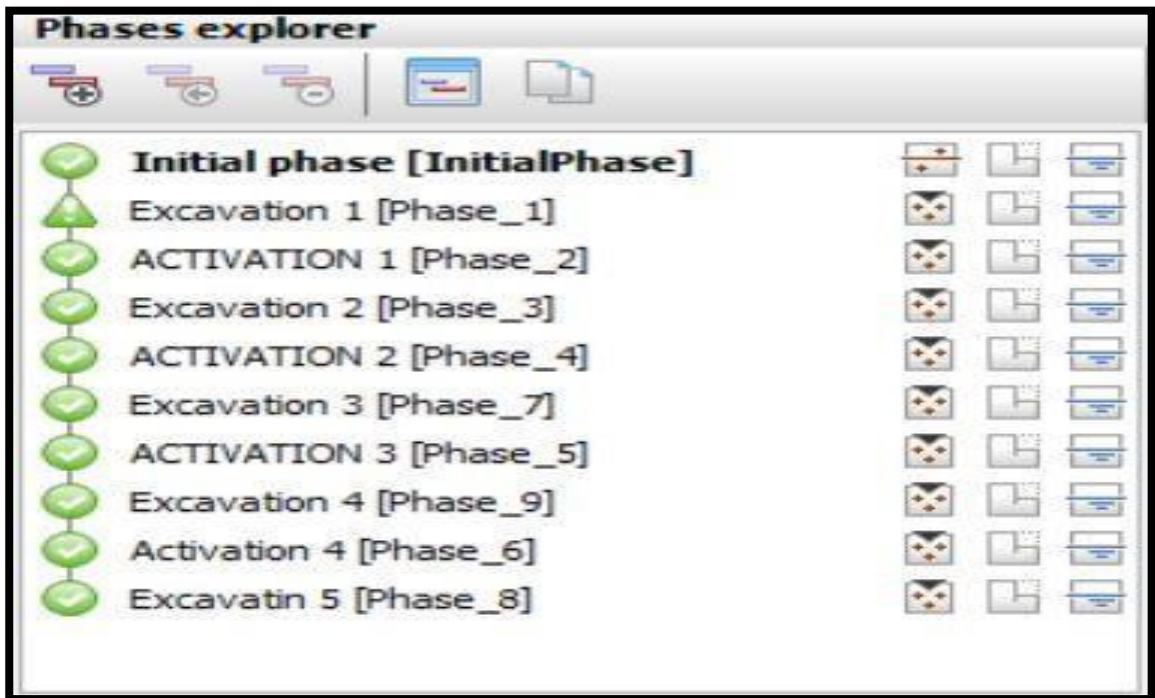 Phases explorer
Initial phase [InitialPhase]
Excavation 1 [Phase_1]
ACTIVATION 1 [Phase_2]
Excavation 2 [Phase_3]
ACTIVATION 2 [Phase_4]
Excavation 3 [Phase_7]
ACTIVATION 3 [Phase_5]
Excavation 4 [Phase_9]
Activation 4 [Phase_6]
Excavatin 5 [Phase_8]